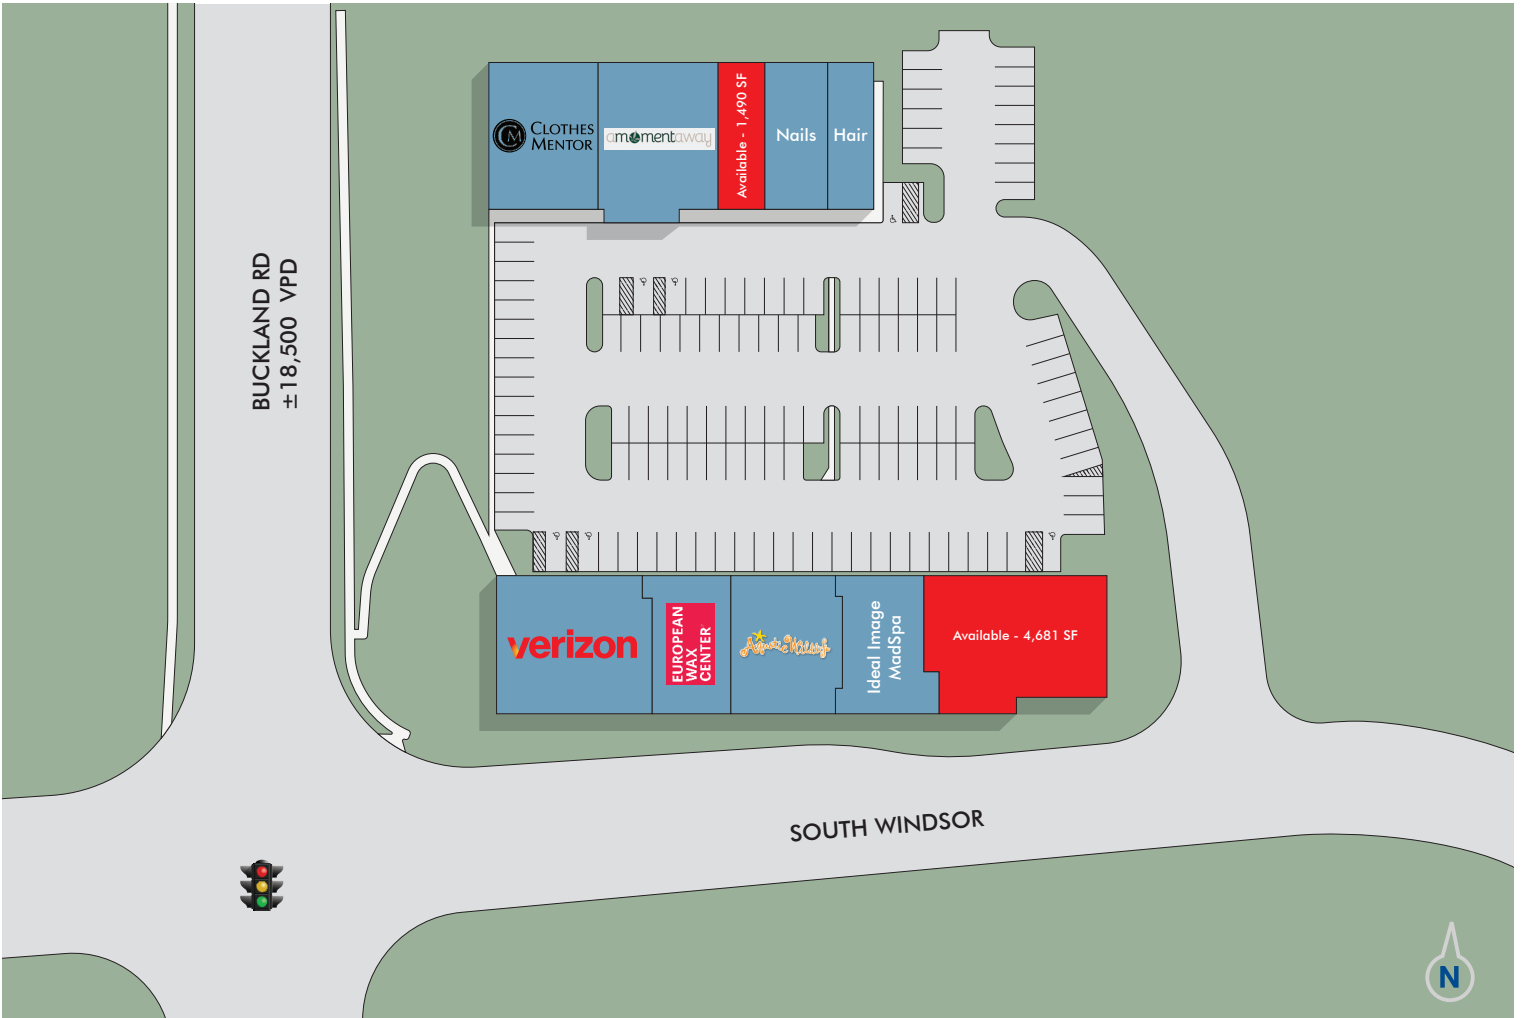 CM
CLOTHES
MENTOR
amomentaway
Available - 1,490 SF
Nails
Hair
BUCKLAND RD
±18,500 VPD
verizon
EUROPEAN
WAX
CENTER
Ideal Image
MadSpa
Available - 4,681 SF
SOUTH WINDSOR
N